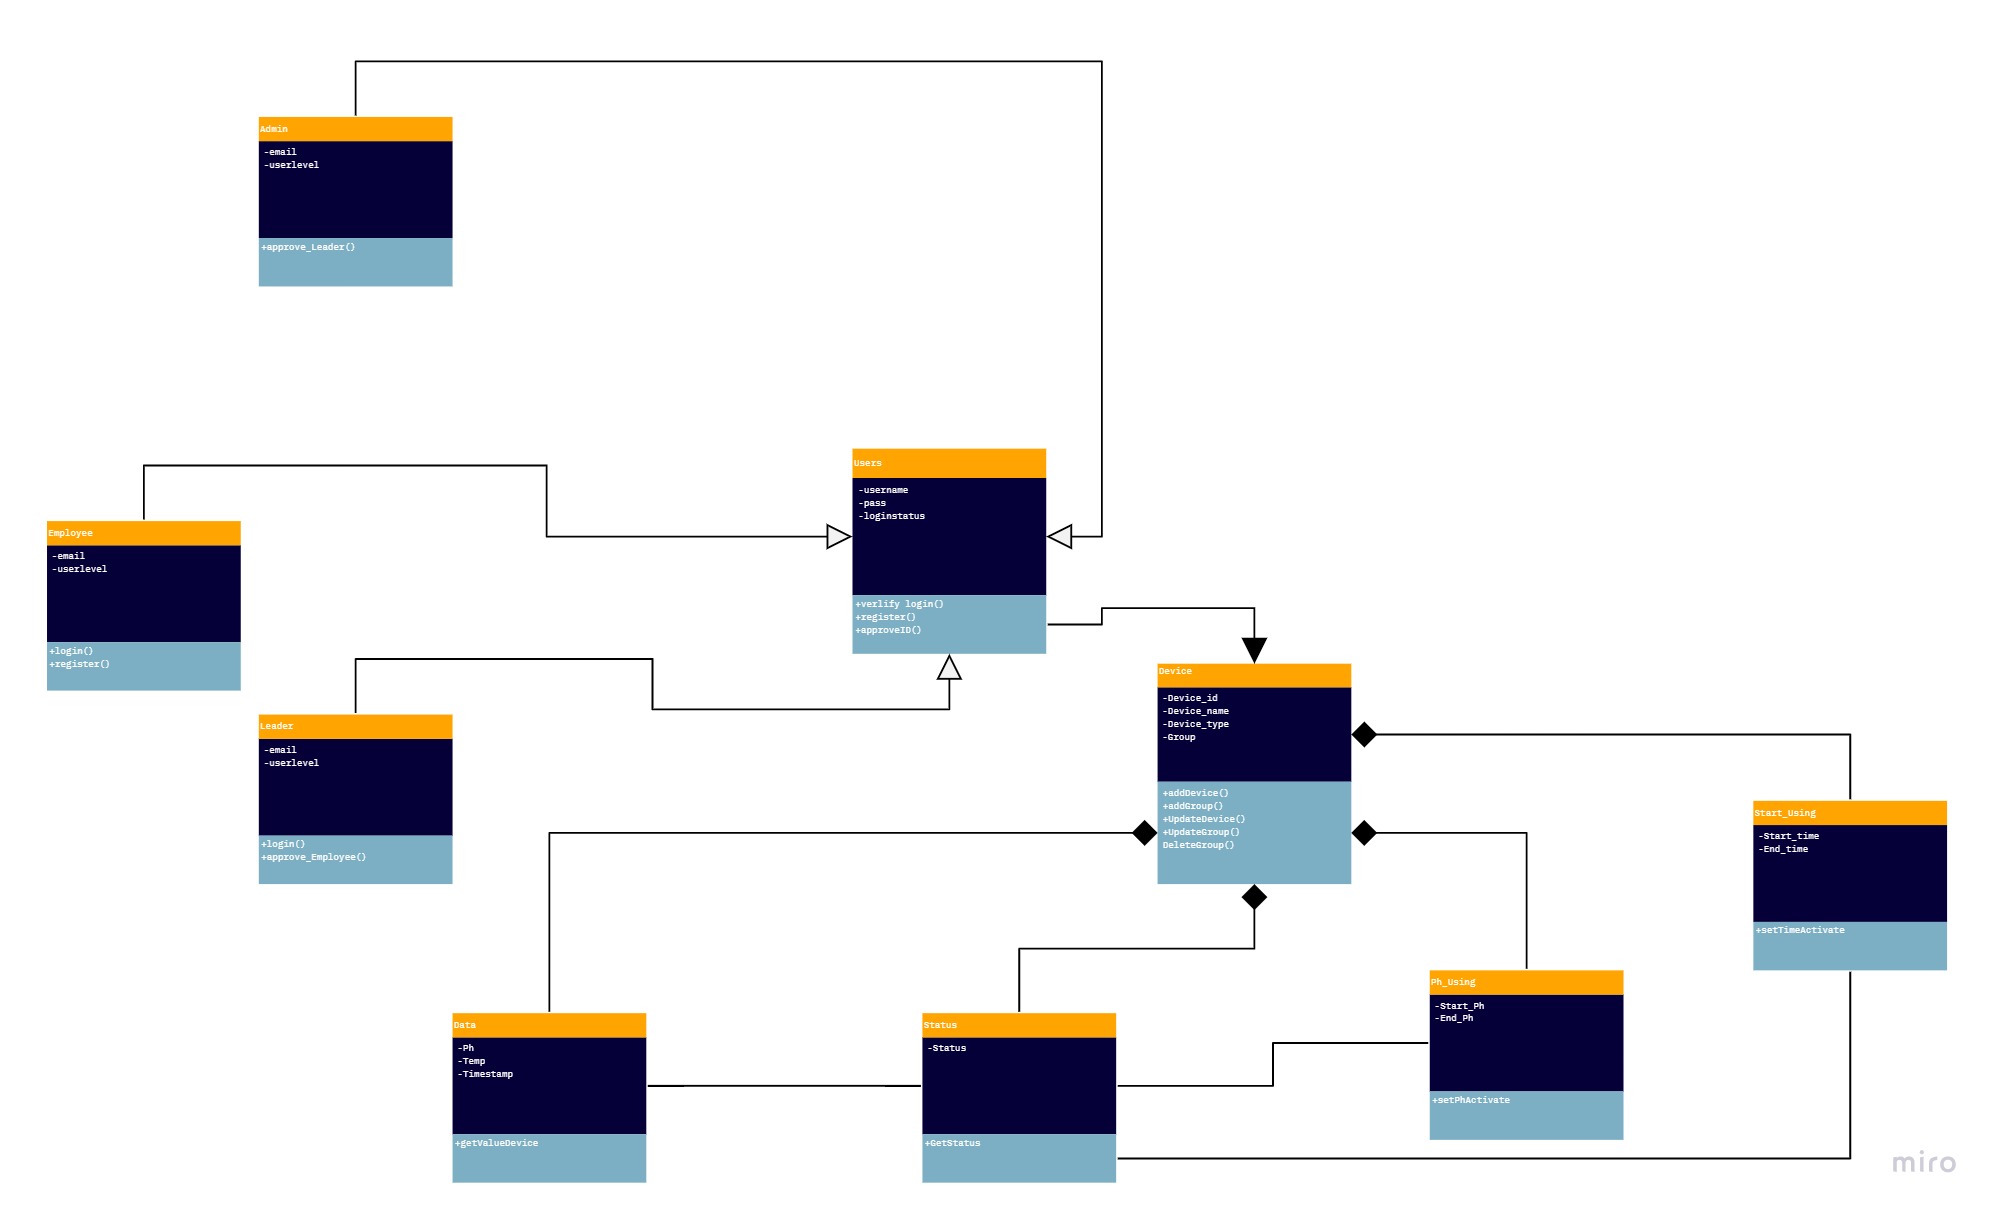 Admin
-email
-userlevel
+approve_Leader()
Users
-username
-pass
-loginstatus
+verlify login()
+register()
+approveID()
Employee
-email
-userlevel
+login()
+register()
Device
-Device_id
-Device_name
-Device_type
-Group
+addDevice()
+addGroup()
+UpdateDevice()
+UpdateGroup()
DeleteGroup()
Leader
-email
-userlevel
+login()
+approve_Employee()
Start_Using
-Start_time
-End_time
+setTimeActivate
Ph_Using
-Start_Ph
-End_Ph
+setPhActivate
Data
-Ph
-Temp
-Timestamp
+getValueDevice
Status
-Status
+GetStatus
miro